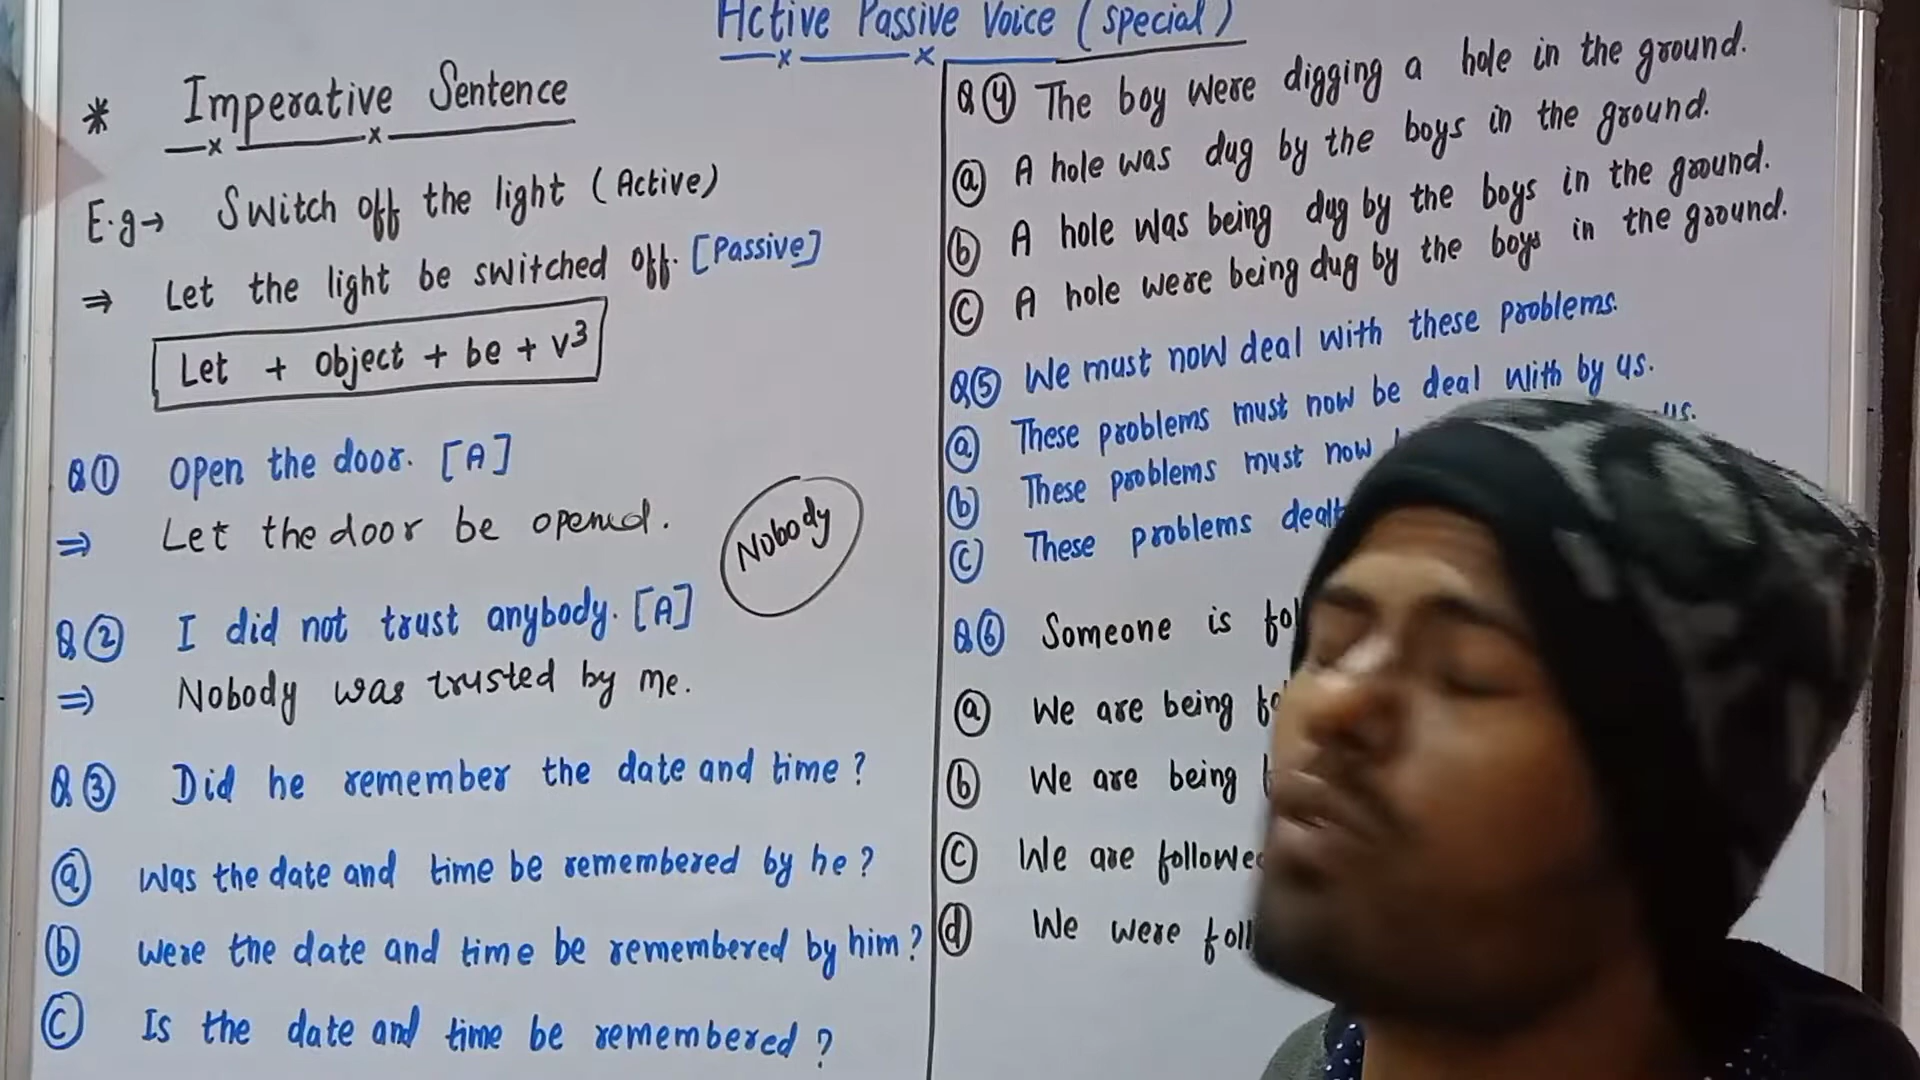 Active Passive Voice (special)
* Imperative Sentence
E.g→ Switch off the light (Active)
⇒ Let the light be switched off. [Passive]
Let + object + be + v³
Q① Open the door. [A]
⇒ Let the door be opened.
Nobody
Q② I did not trust anybody. [A]
⇒ Nobody was trusted by me.
Q③ Did he remember the date and time?
ⓐ Was the date and time be remembered by he?
ⓑ Were the date and time be remembered by him?
ⓒ Is the date and time be remembered?
Q④ The boy were digging a hole in the ground.
ⓐ A hole was dug by the boys in the ground.
ⓑ A hole was being dug by the boys in the ground.
ⓒ A hole were being dug by the boys in the ground.
Q⑤ We must now deal with these problems.
ⓐ These problems must now be deal with by us.
ⓑ These problems must now us.
ⓒ These problems dealt
Q⑥ Someone is
ⓐ We are being
ⓑ We are being
ⓒ We are followed
ⓓ We were